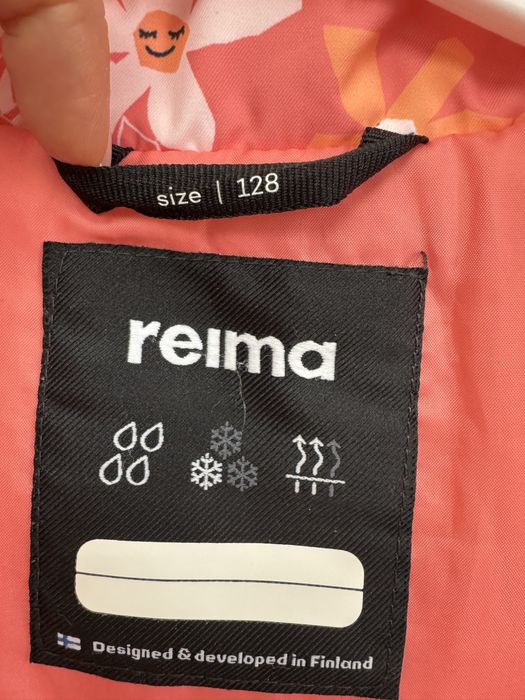 size | 128
reima
Designed & developed in Finland